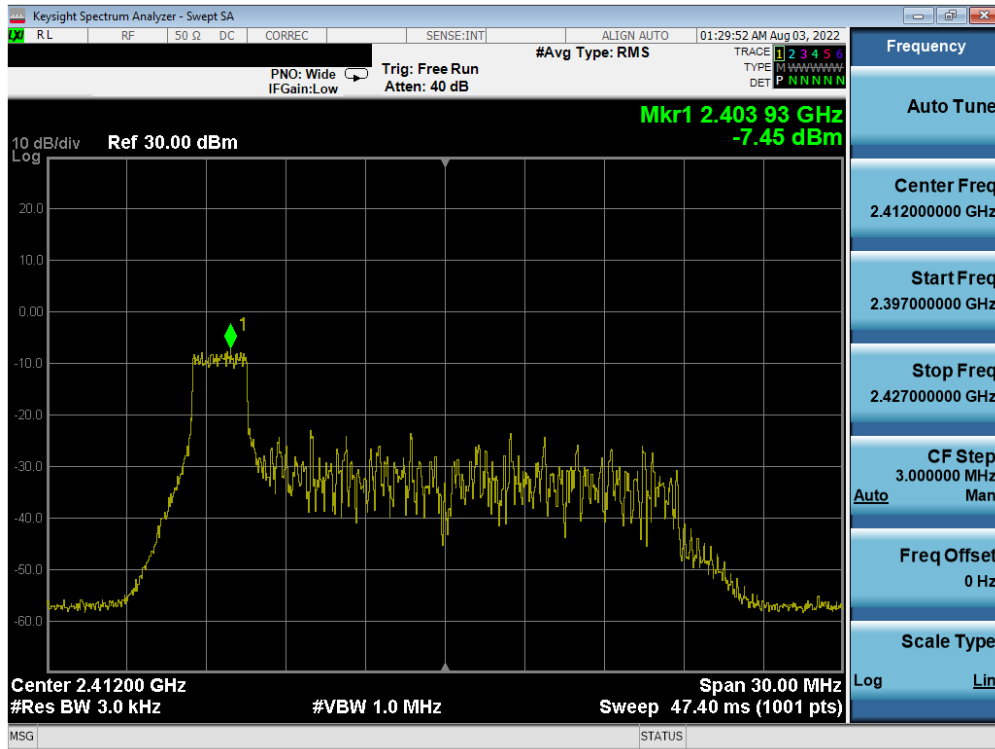 Keysight Spectrum Analyzer - Swept SA
LXI RL RF 50 Ω DC CORREC SENSE:INT ALIGN AUTO 01:29:52 AM Aug 03, 2022
#Avg Type: RMS TRACE 1 2 3 4 5 6
PNO: Wide Trig: Free Run TYPE M WWWWW
IFGain:Low Atten: 40 dB DET P NNNNN
Mkr1 2.403 93 GHz
-7.45 dBm
10 dB/div Ref 30.00 dBm
Log
20.0
10.0
0.00
-10.0
-20.0
-30.0
-40.0
-50.0
-60.0
1
Center 2.41200 GHz Span 30.00 MHz
#Res BW 3.0 kHz #VBW 1.0 MHz Sweep 47.40 ms (1001 pts)
MSG STATUS
Frequency
Auto Tune
Center Freq
2.412000000 GHz
Start Freq
2.397000000 GHz
Stop Freq
2.427000000 GHz
CF Step
3.000000 MHz
Auto Man
Freq Offset
0 Hz
Scale Type
Log Lin